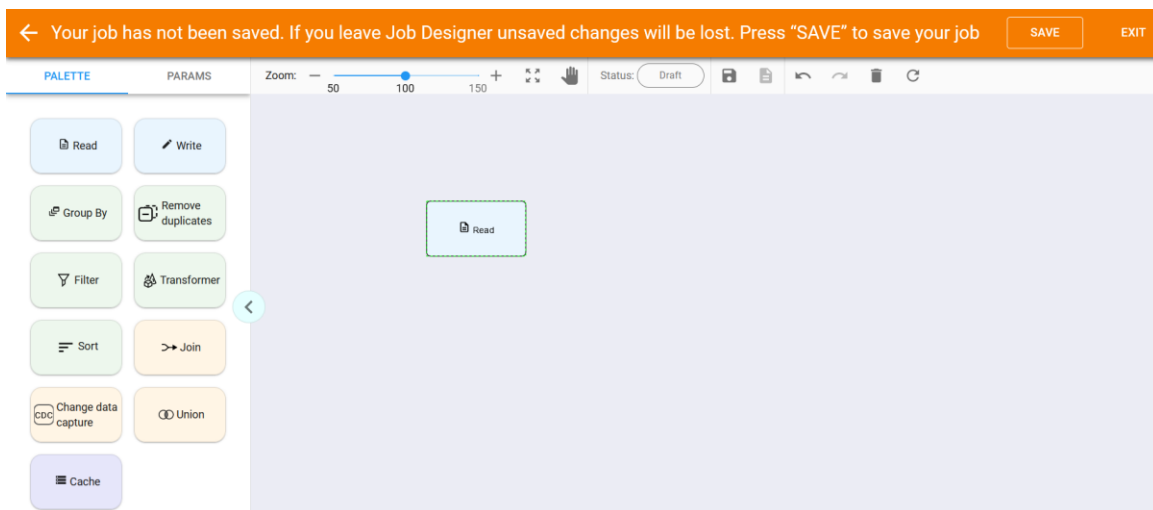 Your job has not been saved. If you leave Job Designer unsaved changes will be lost. Press “SAVE” to save your job
SAVE
EXIT
PALETTE
PARAMS
Zoom:
50
100
150
Status:
Draft
Read
Write
Group By
Remove
duplicates
Filter
Transformer
Sort
Join
CDC
Change data
capture
Union
Cache
Read